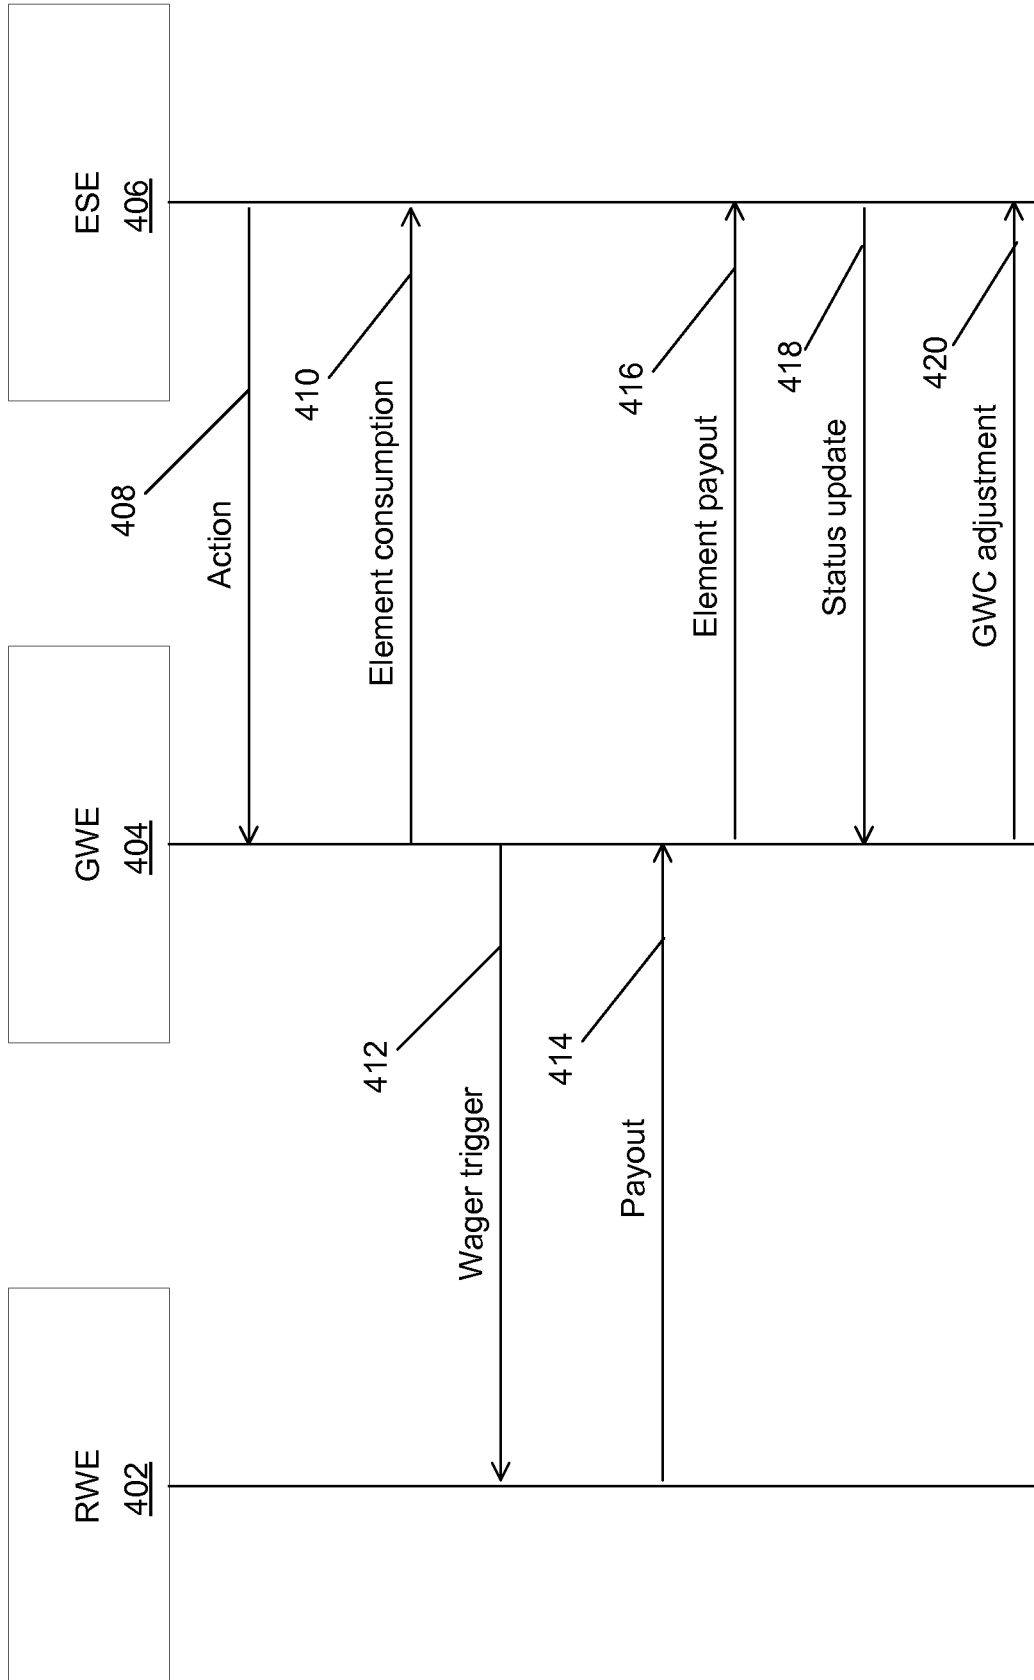 RWE
402
GWE
404
ESE
406
408
Action
410
Element consumption
412
Wager trigger
414
Payout
416
Element payout
418
Status update
420
GWC adjustment